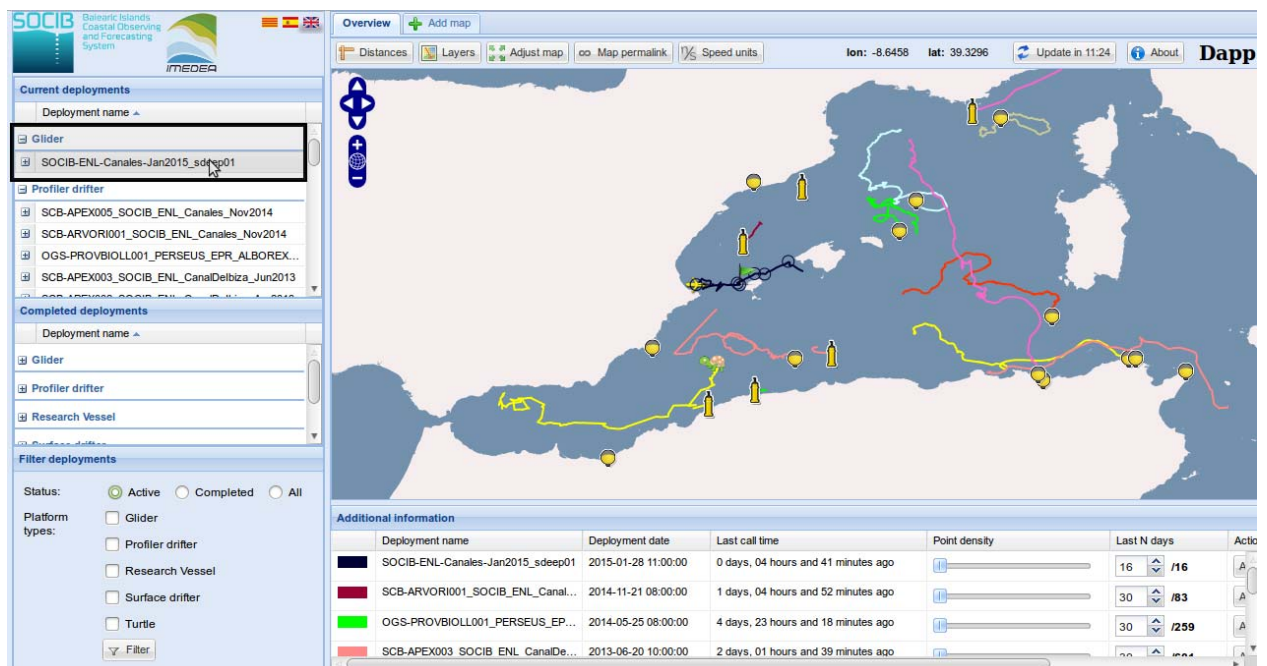 SOCIB
Balearic Islands
Coastal Observing
and Forecasting
System
IMEDEA
Current deployments
Deployment name
Glider
SOCIB-ENL-Canales-Jan2015_sdeep01
Profiler drifter
SCB-APEX005_SOCIB_ENL_Canales_Nov2014
SCB-ARVORI001_SOCIB_ENL_Canales_Nov2014
OGS-PROVBIOLL001_PERSEUS_EPR_ALBOREX...
SCB-APEX003_SOCIB_ENL_CanalDelbiza_Jun2013
Completed deployments
Deployment name
Glider
Profiler drifter
Research Vessel
Surface drifter
Filter deployments
Status: Active Completed All
Platform types: Glider
Profiler drifter
Research Vessel
Surface drifter
Turtle
Filter
Overview Add map
Distances Layers Adjust map Map permalink Speed units lon: -8.6458 lat: 39.3296 Update in 11:24 About Dapp
Additional information
Deployment name Deployment date Last call time Point density Last N days Actio
SOCIB-ENL-Canales-Jan2015_sdeep01 2015-01-28 11:00:00 0 days, 04 hours and 41 minutes ago 16 /16 A
SCB-ARVORI001_SOCIB_ENL_Canal... 2014-11-21 08:00:00 1 days, 04 hours and 52 minutes ago 30 /83 A
OGS-PROVBIOLL001_PERSEUS_EP... 2014-05-25 08:00:00 4 days, 23 hours and 18 minutes ago 30 /259 A
SCB-APEX003_SOCIB_ENL_CanalDe... 2013-06-20 10:00:00 2 days, 01 hours and 39 minutes ago